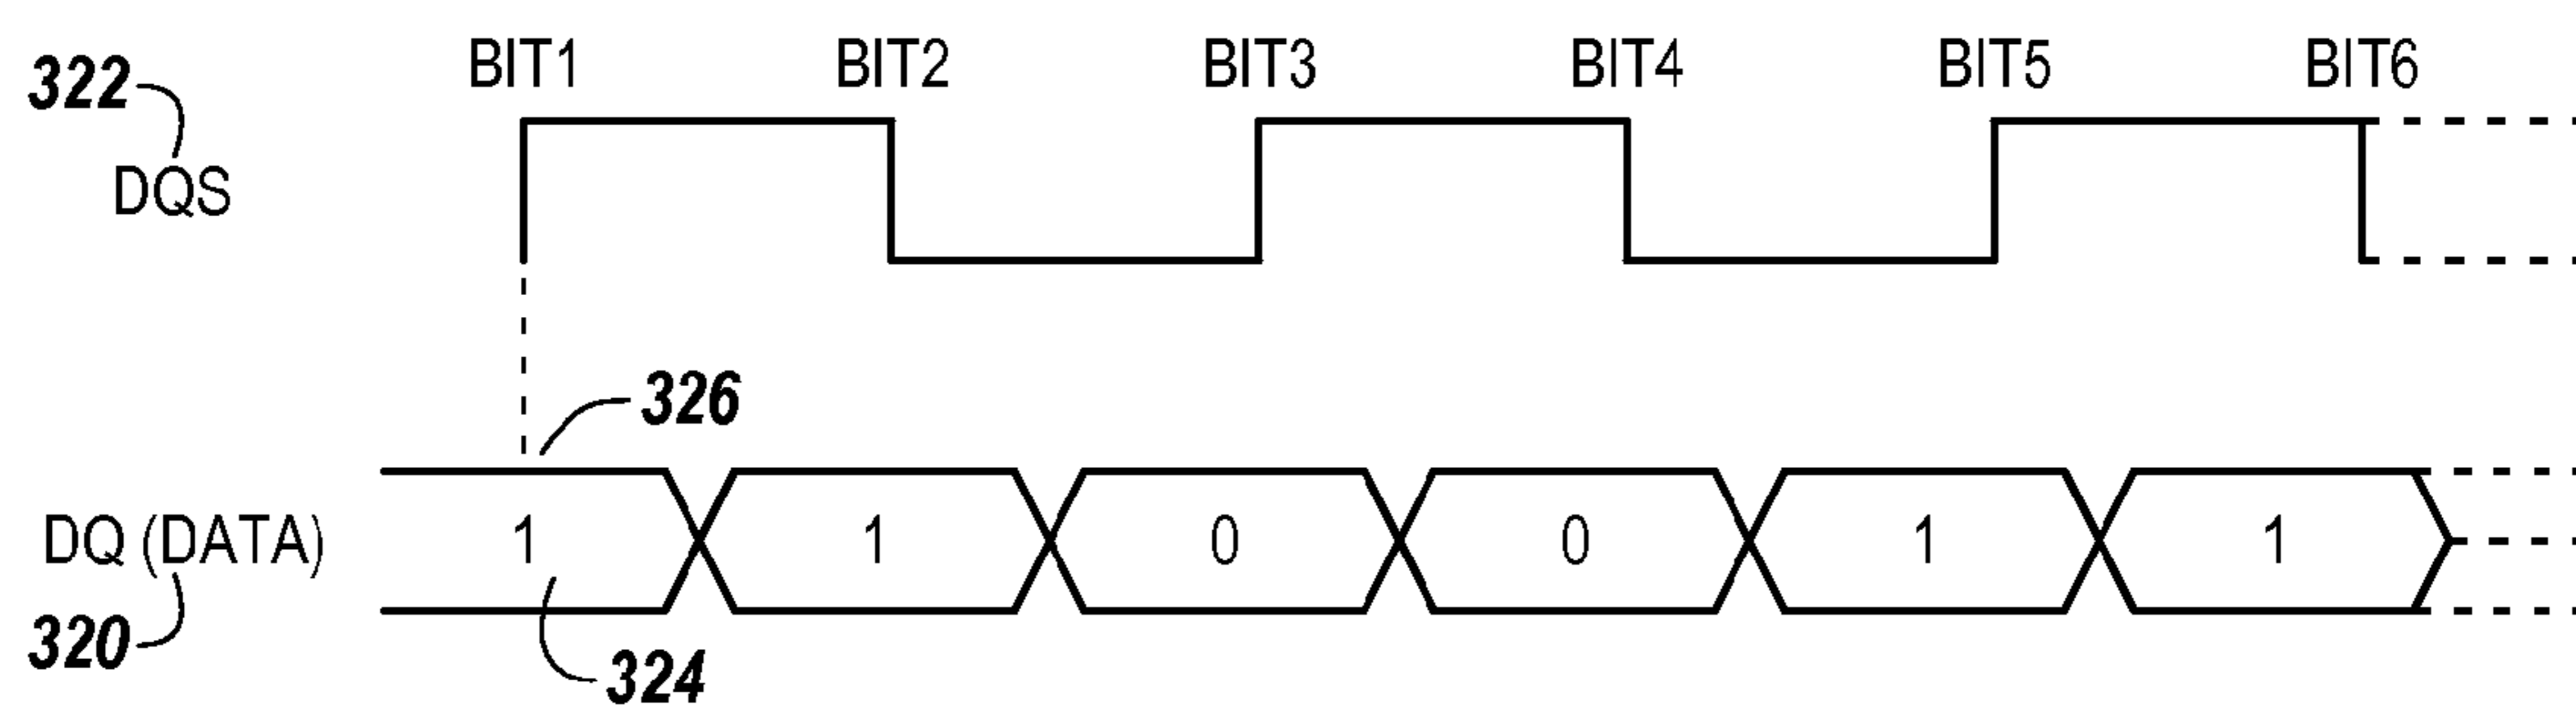 BIT1 BIT2 BIT3 BIT4 BIT5 BIT6
322
DQS
326
DQ (DATA) 1 1 0 0 1 1
320
324